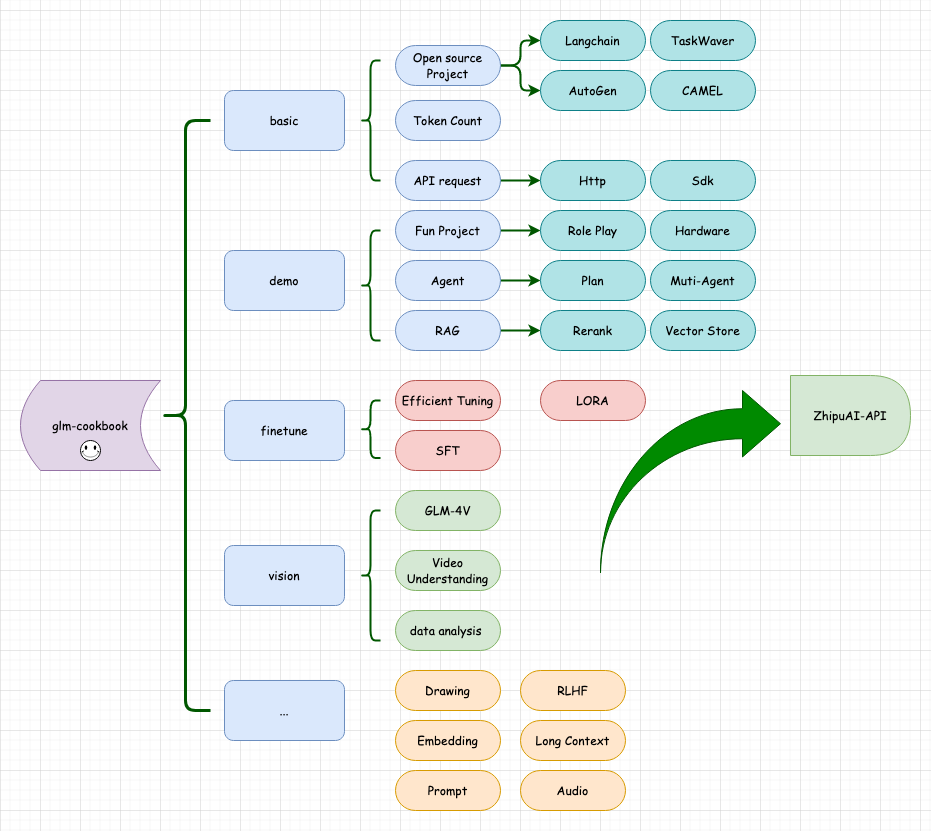 Langchain
TaskWaver
Open source
Project
AutoGen
CAMEL
basic
Token Count
API request
Http
Sdk
Fun Project
Role Play
Hardware
demo
Agent
Plan
Muti-Agent
RAG
Rerank
Vector Store
glm-cookbook
Efficient Tuning
LORA
ZhipuAI-API
finetune
SFT
GLM-4V
vision
Video
Understanding
data analysis
...
Drawing
RLHF
Embedding
Long Context
Prompt
Audio